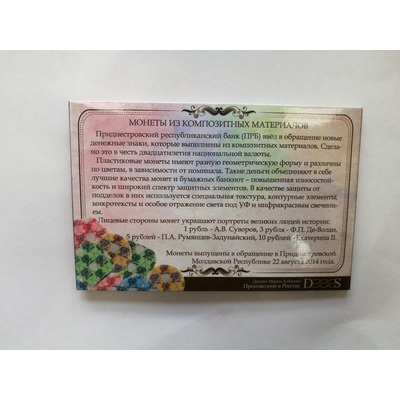 МОНЕТЫ ИЗ КОМПОЗИТНЫХ МАТЕРИАЛОВ
Приднестровский республиканский банк (ПРБ) ввёл в обращение новые
денежные знаки, которые выполнены из композитных материалов. Сдела-
но это в честь двадцатилетия национальной валюты.
Пластиковые монеты имеют разную геометрическую форму и различны
по цветам, в зависимости от номинала. Такие деньги объединяют в себе
лучшие качества монет и бумажных банкнот - повышенная износостой-
кость и широкий спектр защитных элементов. В качестве защиты от
подделок в них используется специальная текстура, контурные элементы,
микротексты и особое отражение света под УФ и инфракрасным свечени-
ем.
Лицевые стороны монет украшают портреты великих людей истории:
1 рубль - А.В. Суворов, 3 рубля - Ф.П. Де-Волан,
5 рублей - П.А. Румянцев-Задунайский, 10 рублей - Екатерина II.
Монеты выпущены в обращение в Приднестровской
Молдавской Республике 22 августа 2014 года.
Произведено в России.